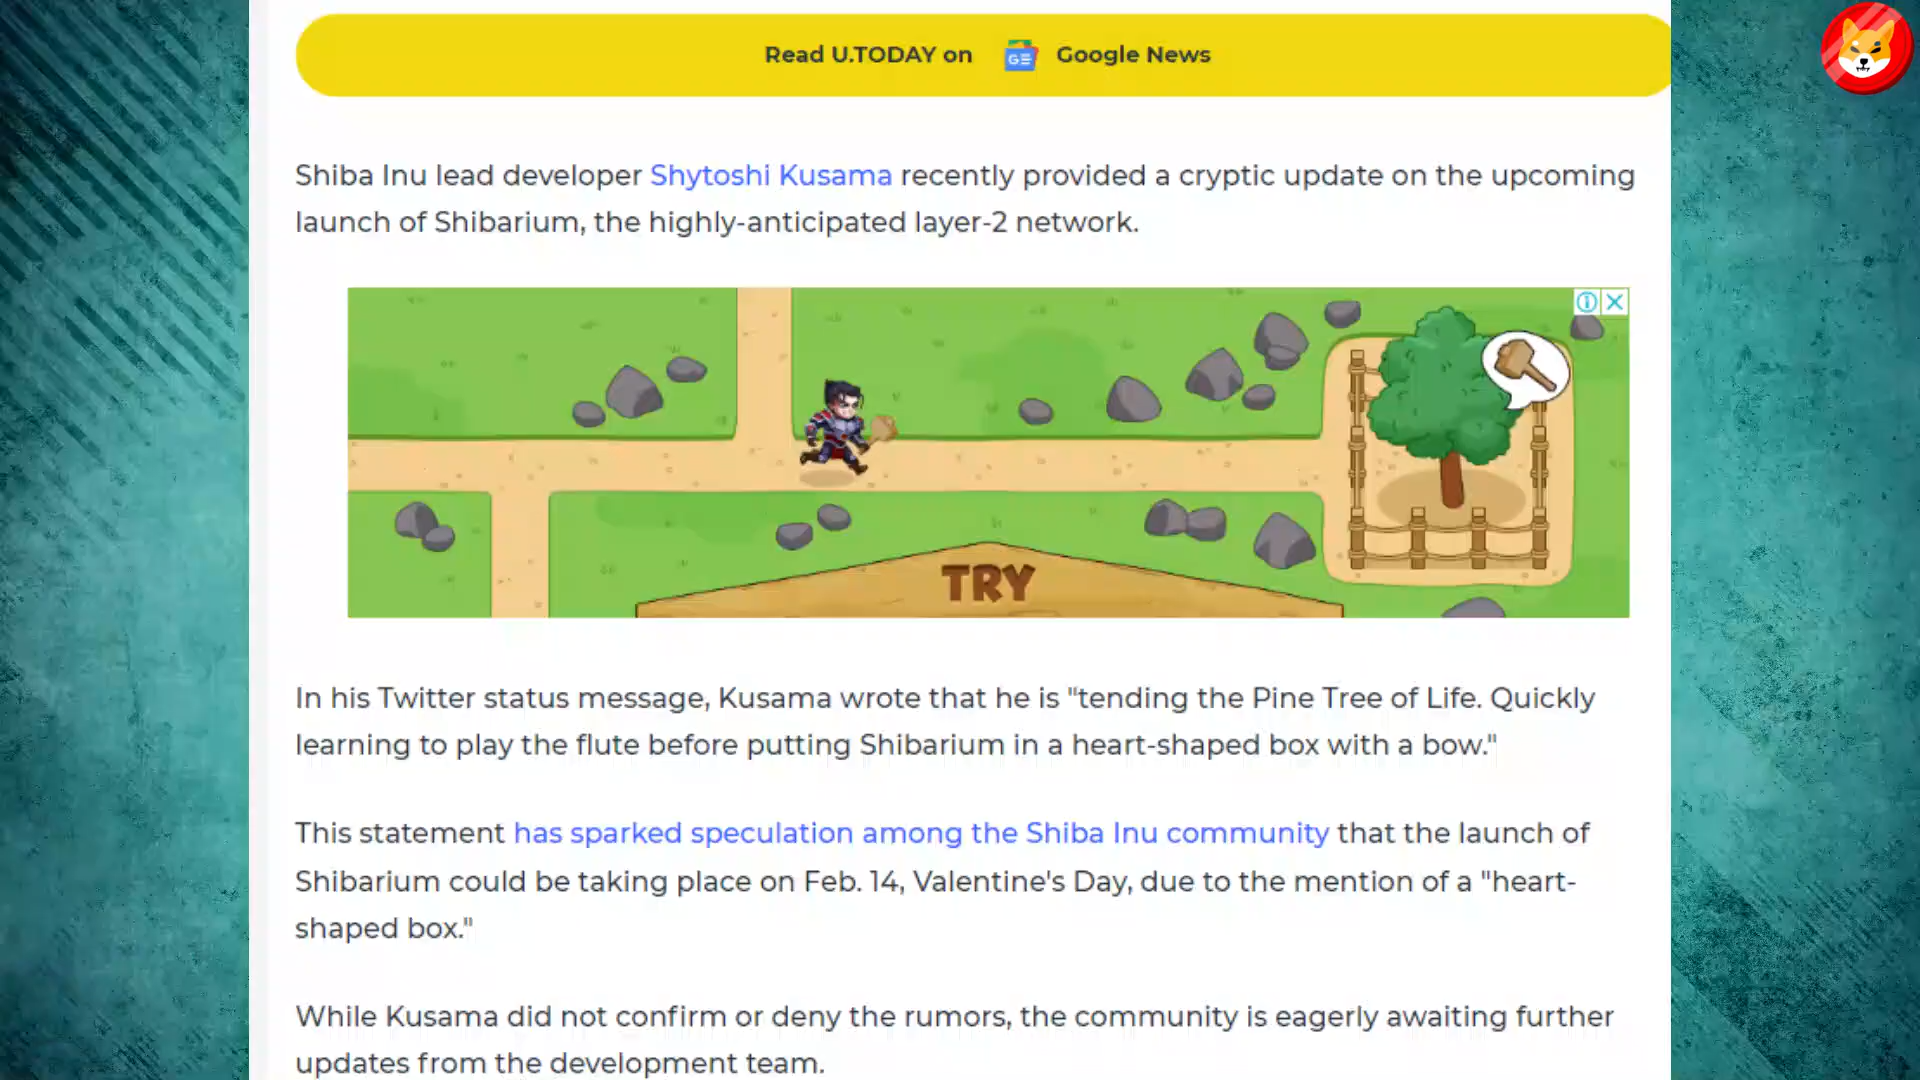 Read U.TODAY on GE Google News
Shiba Inu lead developer Shytoshi Kusama recently provided a cryptic update on the upcoming
launch of Shibarium, the highly-anticipated layer-2 network.
TRY
In his Twitter status message, Kusama wrote that he is "tending the Pine Tree of Life. Quickly
learning to play the flute before putting Shibarium in a heart-shaped box with a bow."
This statement has sparked speculation among the Shiba Inu community that the launch of
Shibarium could be taking place on Feb. 14, Valentine's Day, due to the mention of a "heart-
shaped box."
While Kusama did not confirm or deny the rumors, the community is eagerly awaiting further
updates from the development team.